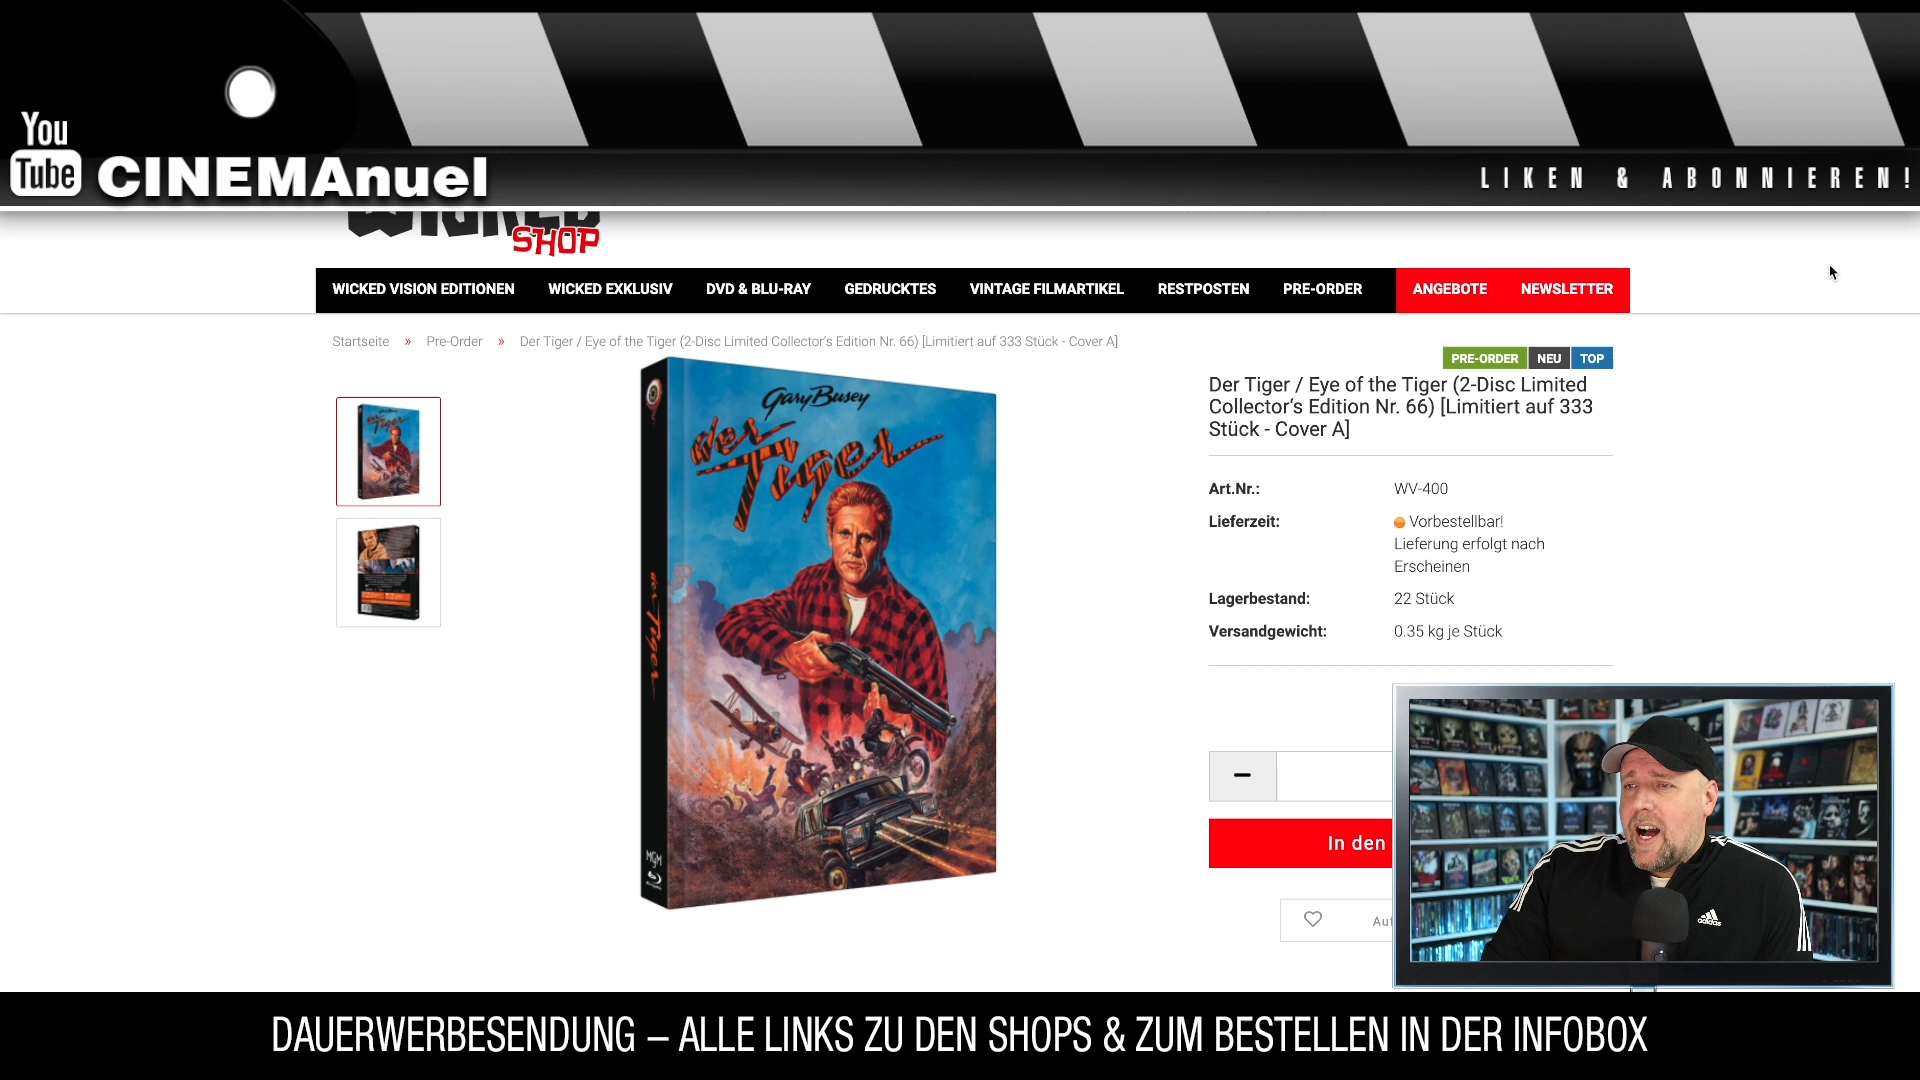 You
Tube
CINEMAnuel
LIKEN & ABONNIEREN!
SHOP
WICKED VISION EDITIONEN
WICKED EXKLUSIV
DVD & BLU-RAY
GEDRUCKTES
VINTAGE FILMARTIKEL
RESTPOSTEN
PRE-ORDER
ANGEBOTE
NEWSLETTER
Startseite » Pre-Order » Der Tiger / Eye of the Tiger (2-Disc Limited Collector's Edition Nr. 66) [Limitiert auf 333 Stück - Cover A]
PRE-ORDER NEU TOP
Der Tiger / Eye of the Tiger (2-Disc Limited
Collector's Edition Nr. 66) [Limitiert auf 333
Stück - Cover A]
Gary Busey
der
Tiger
der Tiger
MGM
Art.Nr.: WV-400
Lieferzeit: Vorbestellbar!
Lieferung erfolgt nach
Erscheinen
Lagerbestand: 22 Stück
Versandgewicht: 0.35 kg je Stück
In den
Auf
adidas
DAUERWERBESENDUNG – ALLE LINKS ZU DEN SHOPS & ZUM BESTELLEN IN DER INFOBOX